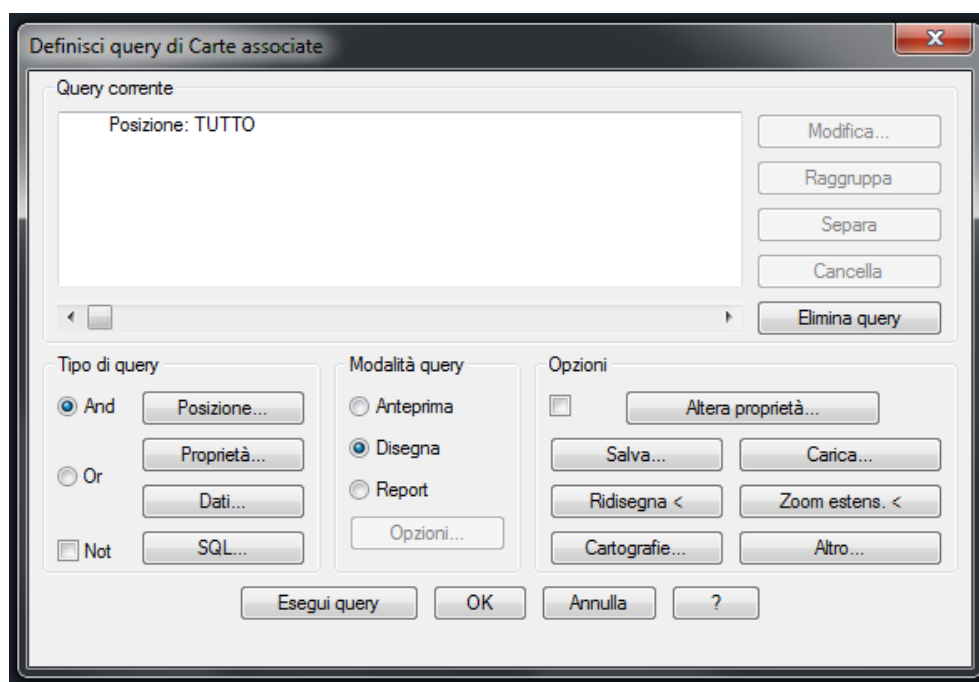 Definisci query di Carte associate
Query corrente
Posizione: TUTTO
Modifica...
Raggruppa
Separa
Cancella
Elimina query
Tipo di query
And
Posizione...
Proprietà...
Or
Dati...
Not
SQL...
Modalità query
Anteprima
Disegna
Report
Opzioni...
Opzioni
Altera proprietà...
Salva...
Carica...
Ridisegna <
Zoom estens. <
Cartografie...
Altro...
Esegui query
OK
Annulla
?